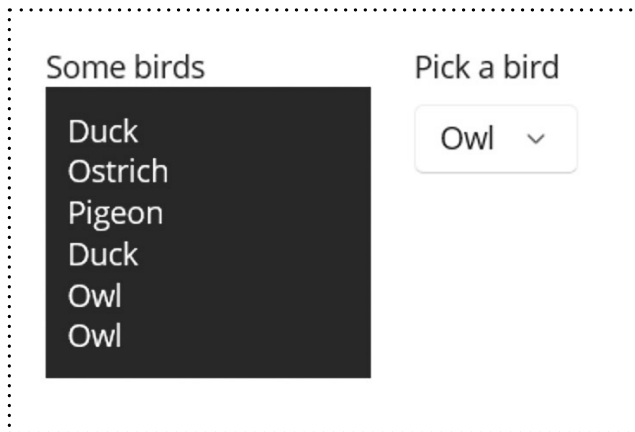 Some birds
Duck
Ostrich
Pigeon
Duck
Owl
Owl
Pick a bird
Owl